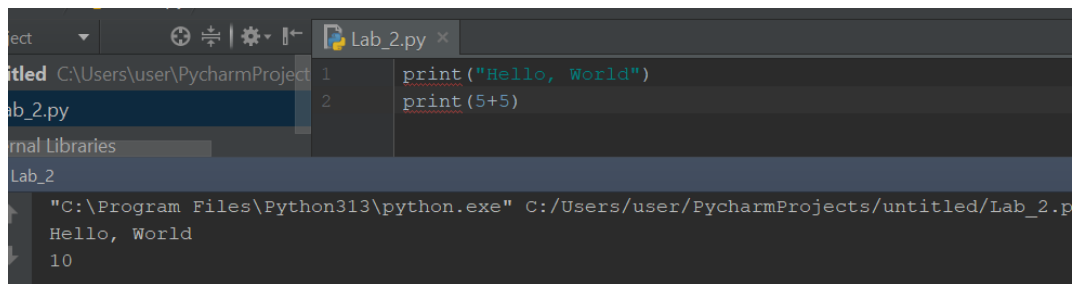 ject
Lab_2.py ×
itled C:\Users\user\PycharmProject
ab_2.py
rnal Libraries
1 print("Hello, World")
2 print(5+5)
Lab_2
"C:\Program Files\Python313\python.exe" C:/Users/user/PycharmProjects/untitled/Lab_2.p
Hello, World
10